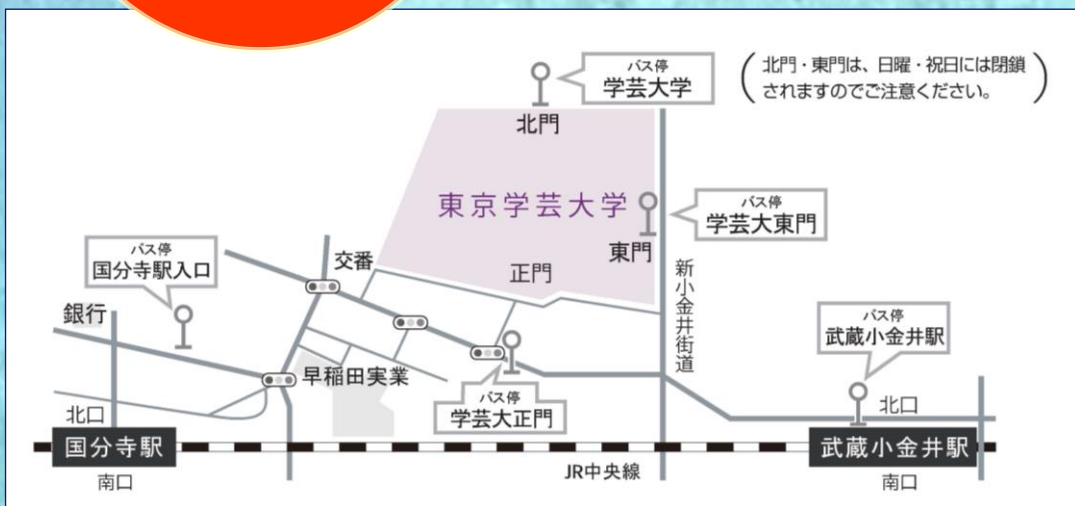 バス停
学芸大学
北門・東門は、日曜・祝日には閉鎖
されますのでご注意ください。
北門
東京学芸大学
バス停
学芸大東門
東門
正門
新小金井街道
交番
バス停
国分寺駅入口
銀行
バス停
武蔵小金井駅
早稲田実業
バス停
学芸大正門
北口
国分寺駅
南口
JR中央線
北口
武蔵小金井駅
南口